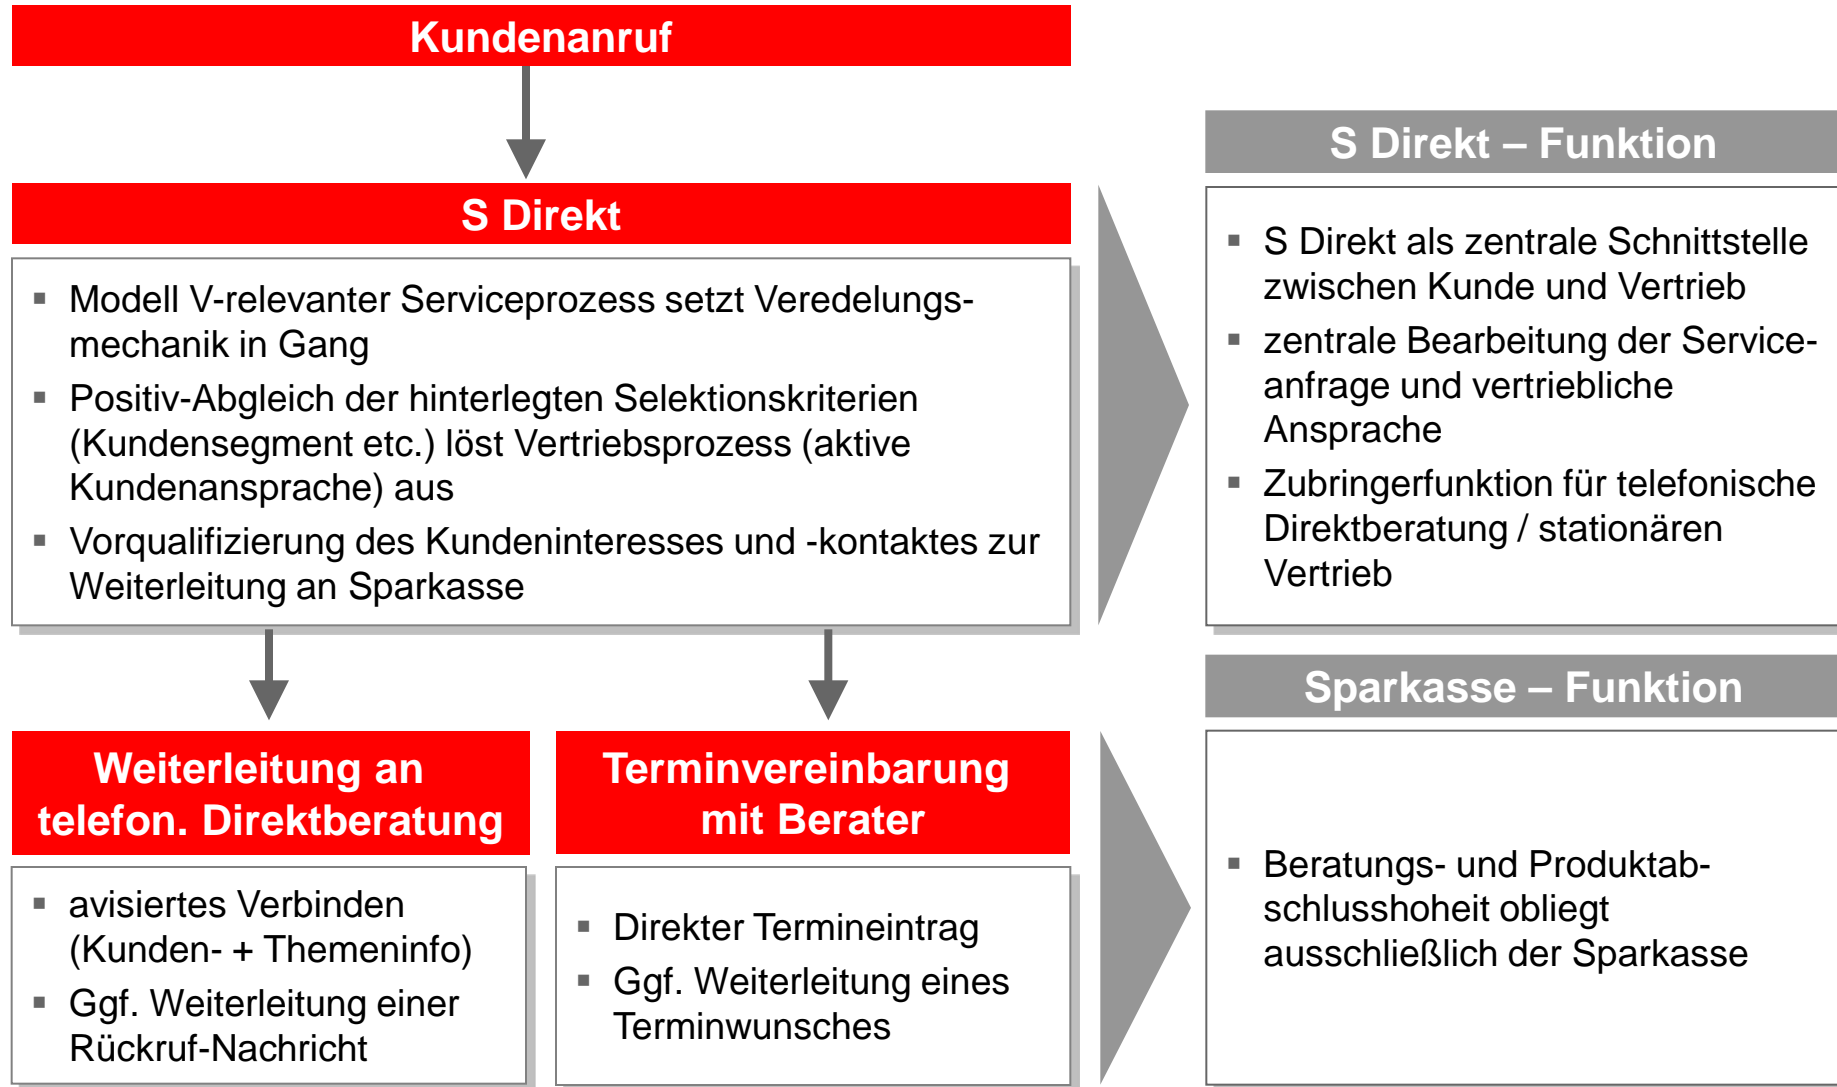 Kundenanruf
S Direkt
▪ Modell V-relevanter Serviceprozess setzt Veredelungs-
mechanik in Gang
▪ Positiv-Abgleich der hinterlegten Selektionskriterien
(Kundensegment etc.) löst Vertriebsprozess (aktive
Kundenansprache) aus
▪ Vorqualifizierung des Kundeninteresses und -kontaktes zur
Weiterleitung an Sparkasse
S Direkt – Funktion
▪ S Direkt als zentrale Schnittstelle
zwischen Kunde und Vertrieb
▪ zentrale Bearbeitung der Service-
anfrage und vertriebliche
Ansprache
▪ Zubringerfunktion für telefonische
Direktberatung / stationären
Vertrieb
Weiterleitung an
telefon. Direktberatung
▪ avisiertes Verbinden
(Kunden- + Themeninfo)
▪ Ggf. Weiterleitung einer
Rückruf-Nachricht
Terminvereinbarung
mit Berater
▪ Direkter Termineintrag
▪ Ggf. Weiterleitung eines
Terminwunsches
Sparkasse – Funktion
▪ Beratungs- und Produktab-
schlusshoheit obliegt
ausschließlich der Sparkasse